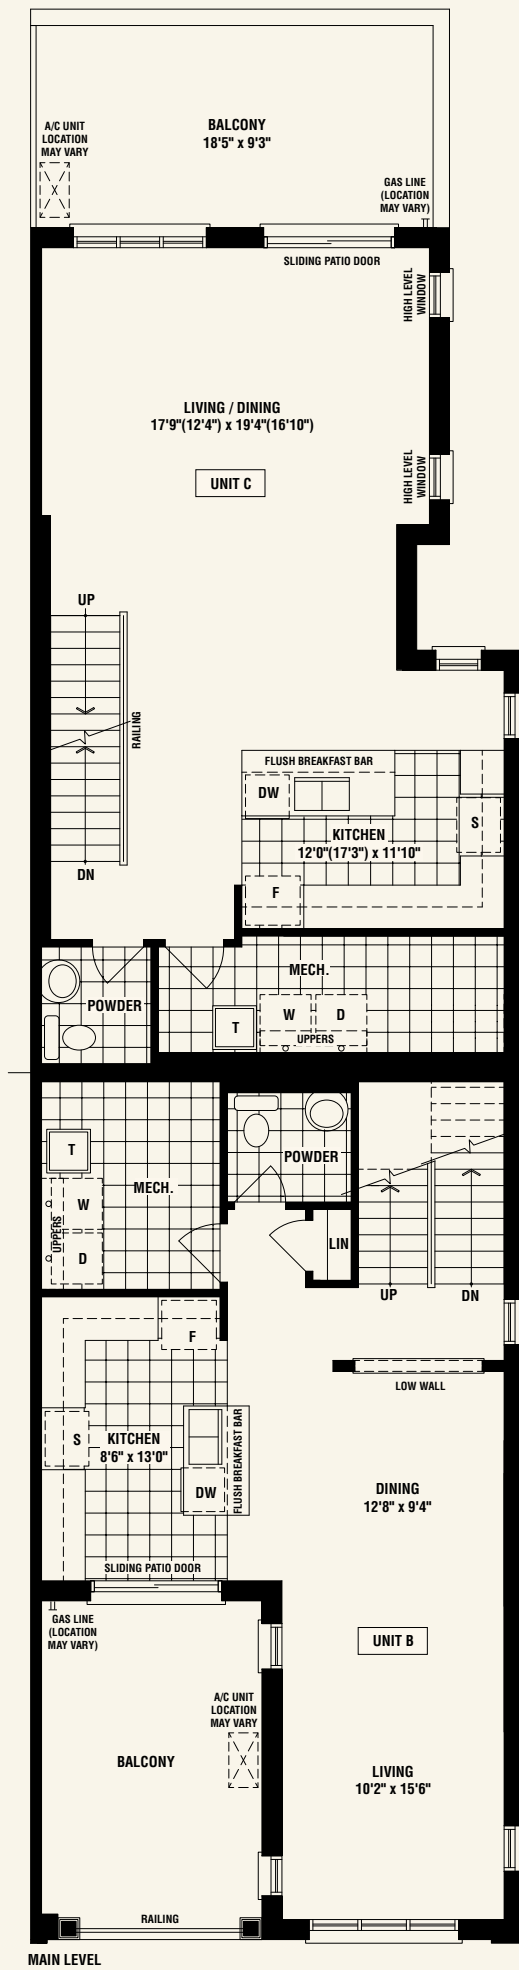 A/C UNIT
LOCATION
MAY VARY
BALCONY
18'5" x 9'3"
GAS LINE
(LOCATION
MAY VARY)
SLIDING PATIO DOOR
HIGH LEVEL
WINDOW
LIVING / DINING
17'9"(12'4") x 19'4"(16'10")
UNIT C
HIGH LEVEL
WINDOW
UP
RAILING
DN
FLUSH BREAKFAST BAR
DW
S
KITCHEN
12'0"(17'3") x 11'10"
F
MECH.
POWDER
T
W
D
UPPERS
T
MECH.
W
UPPERS
D
POWDER
LIN
UP
DN
F
LOW WALL
S
KITCHEN
8'6" x 13'0"
FLUSH BREAKFAST BAR
DW
DINING
12'8" x 9'4"
SLIDING PATIO DOOR
GAS LINE
(LOCATION
MAY VARY)
UNIT B
A/C UNIT
LOCATION
MAY VARY
BALCONY
LIVING
10'2" x 15'6"
RAILING
MAIN LEVEL